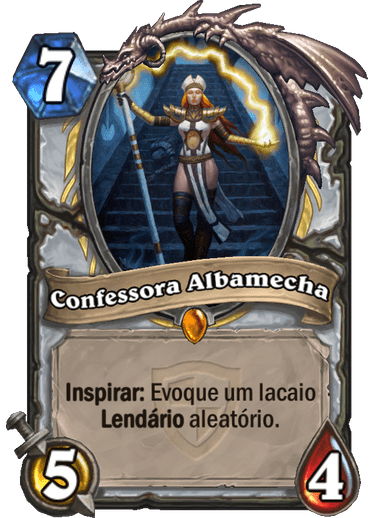 7
Confessora Albamecha
Inspirar: Evoque um lacaio
Lendário aleatório.
5
4